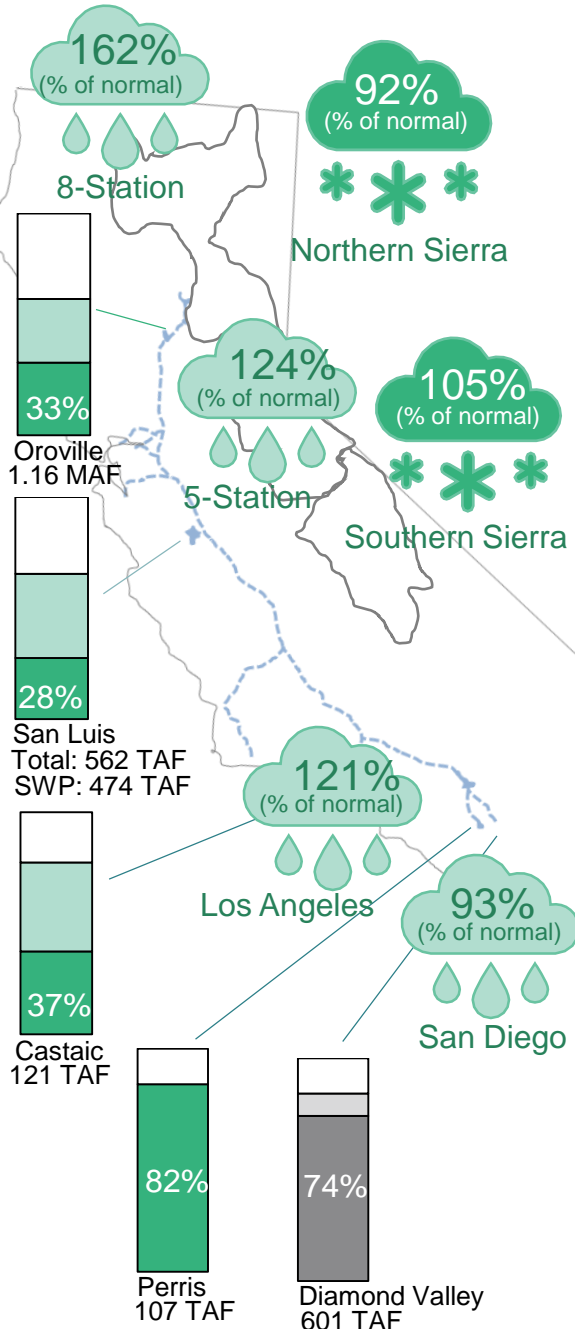 162%
(% of normal)
8-Station
92%
(% of normal)
Northern Sierra
33%
Oroville
1.16 MAF
124%
(% of normal)
5-Station
105%
(% of normal)
Southern Sierra
28%
San Luis
Total: 562 TAF
SWP: 474 TAF
121%
(% of normal)
Los Angeles
93%
(% of normal)
San Diego
37%
Castaic
121 TAF
82%
Perris
107 TAF
74%
Diamond Valley
601 TAF